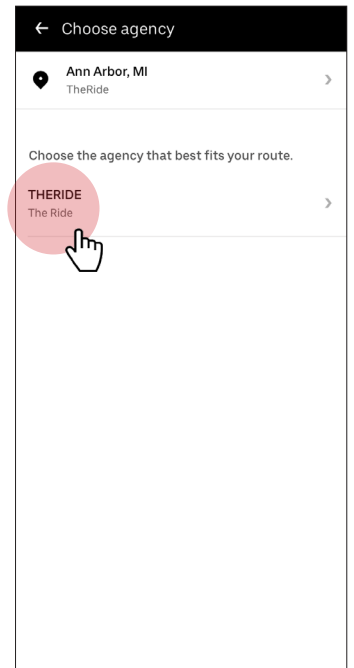 Choose agency
Ann Arbor, MI
TheRide
Choose the agency that best fits your route.
THERIDE
The Ride